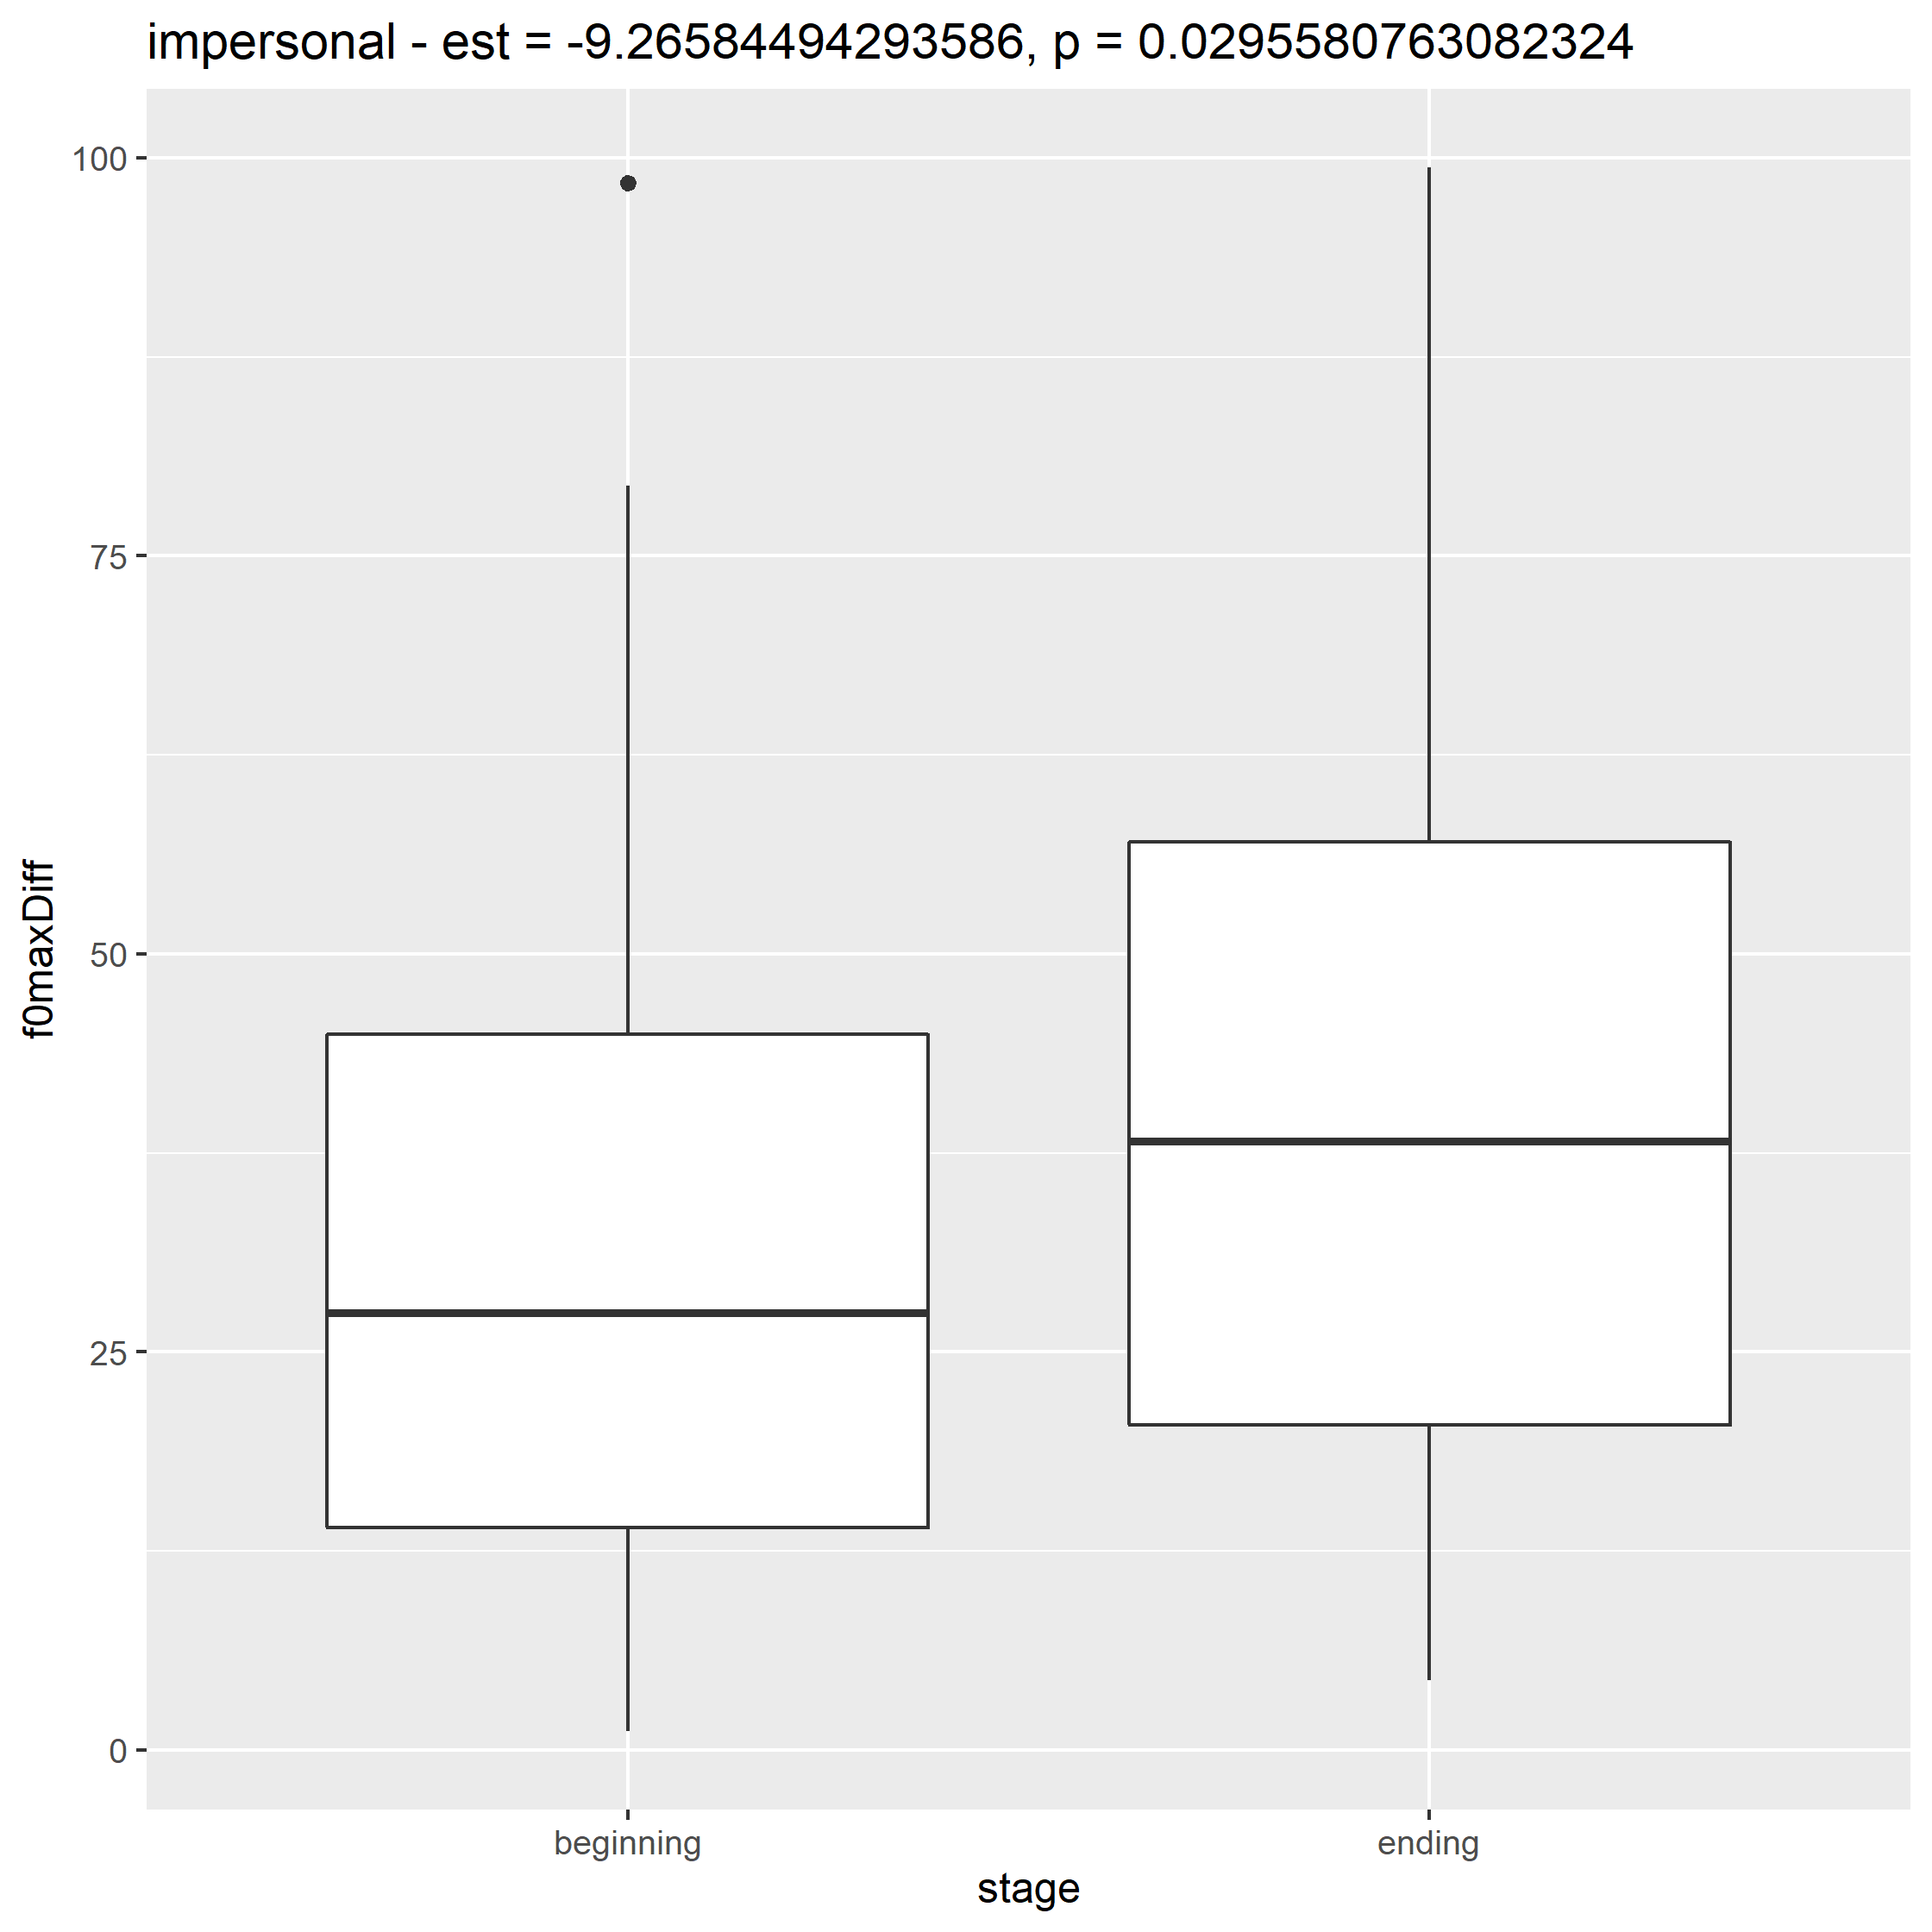 impersonal - est = -9.26584494293586, p = 0.0295580763082324
100
75
50
25
0
f0maxDiff
beginning
ending
stage